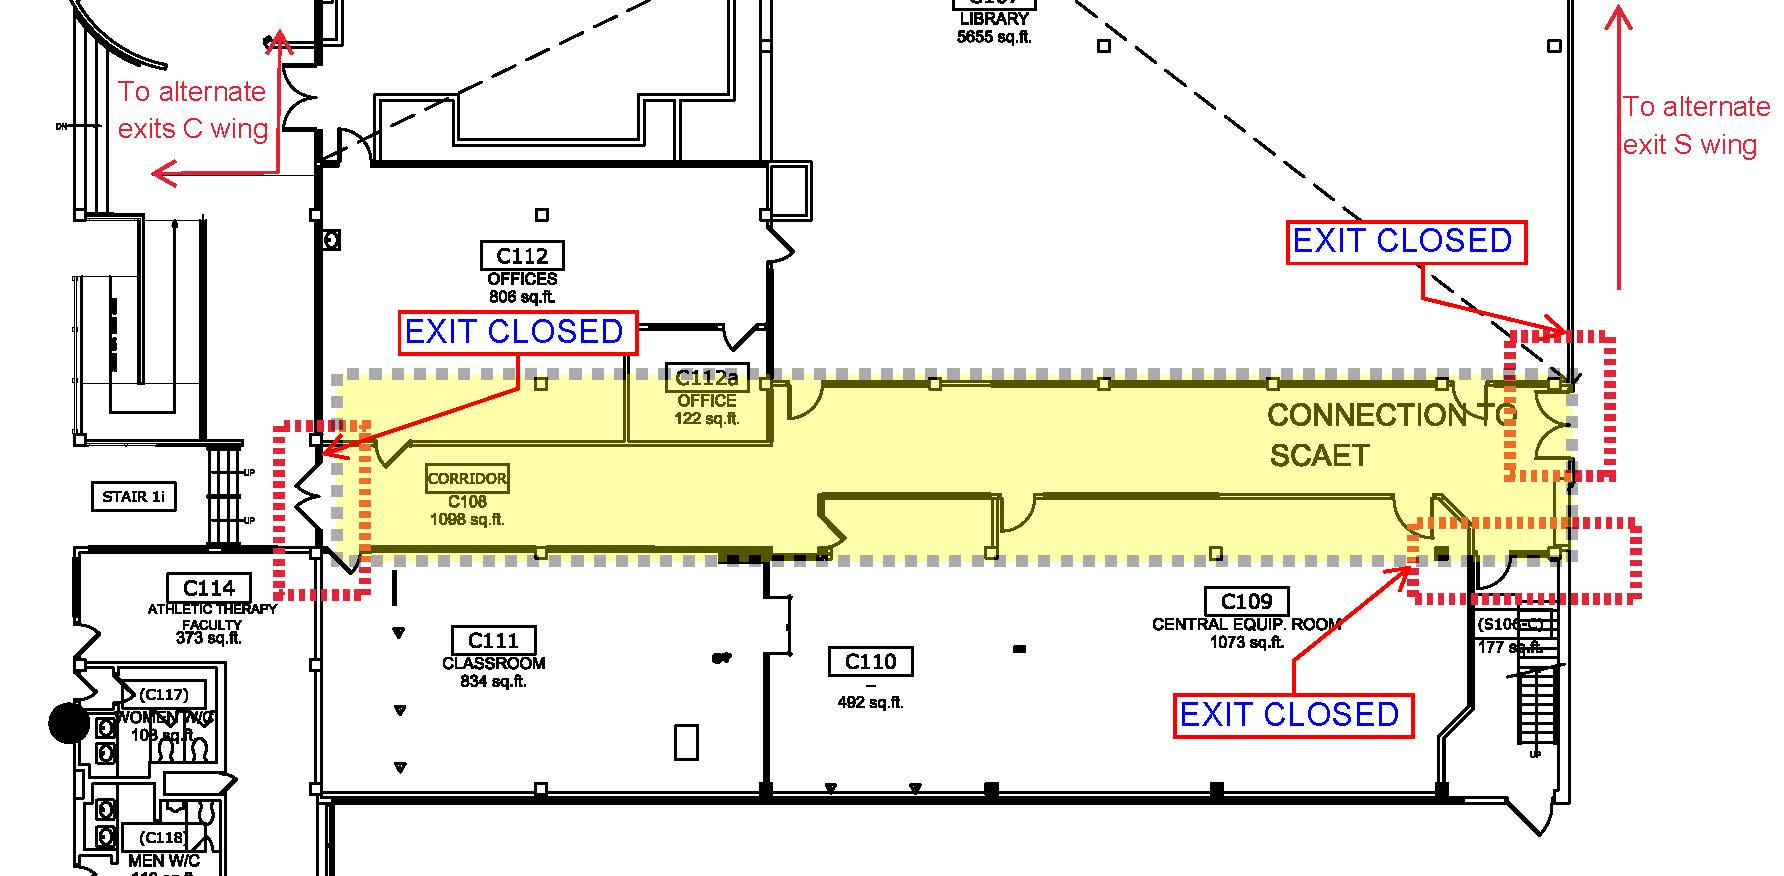 LIBRARY
5655 sq.ft.
To alternate
exits C wing
To alternate
exit S wing
DN
EXIT CLOSED
C112
OFFICES
806 sq.ft.
EXIT CLOSED
C112a
OFFICE
122 sq.ft.
CONNECTION TO
SCAET
CORRIDOR
C108
1098 sq.ft.
UP
STAIR 1i
UP
C114
ATHLETIC THERAPY
FACULTY
373 sq.ft.
C109
CENTRAL EQUIP. ROOM
1073 sq.ft.
(S106-C)
177 sq.ft.
C111
CLASSROOM
834 sq.ft.
C110
–
492 sq.ft.
(C117)
WOMEN W/C
108 sq.ft.
EXIT CLOSED
UP
(C118)
MEN W/C